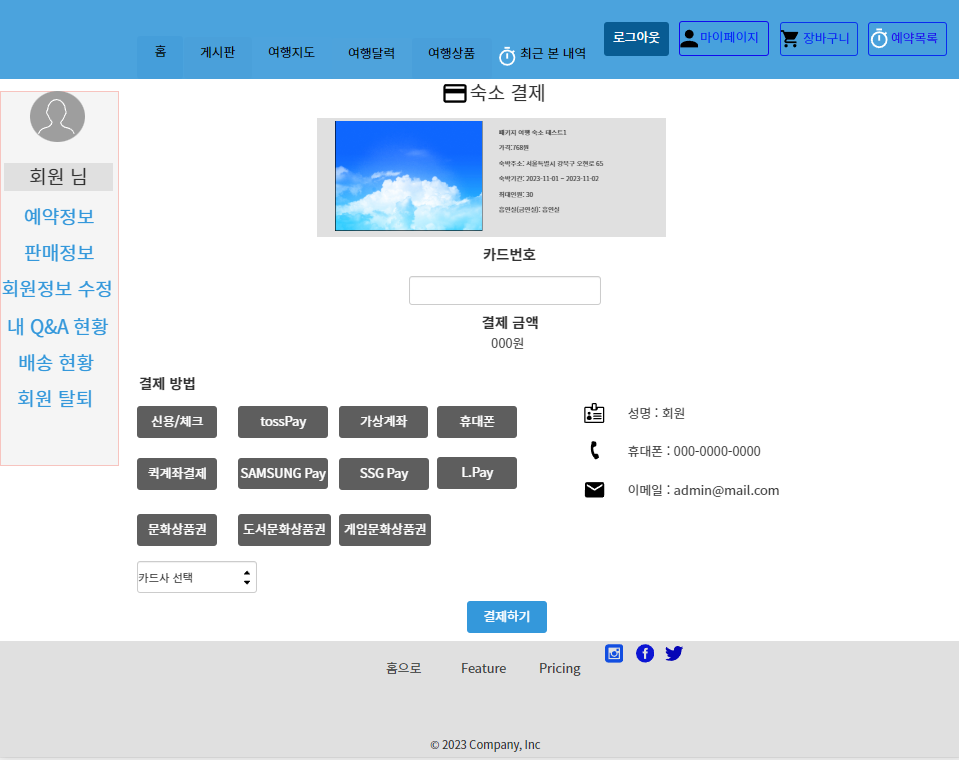 홈 게시판 여행지도 여행달력 여행상품 최근 본 내역 로그아웃 마이페이지 장바구니 예약목록
숙소 결제
회원 님
예약정보
판매정보
회원정보 수정
내 Q&A 현황
배송 현황
회원 탈퇴
패키지 여행 숙소 테스트1
가격:768원
숙박주소: 서울특별시 강북구 오현로 65
숙박기간: 2023-11-01 ~ 2023-11-02
최대인원: 30
흡연실(금연실): 흡연실
카드번호
결제 금액
000원
결제 방법
신용/체크 tossPay 가상계좌 휴대폰
퀵계좌결제 SAMSUNG Pay SSG Pay L.Pay
문화상품권 도서문화상품권 게임문화상품권
카드사 선택
성명 : 회원
휴대폰 : 000-0000-0000
이메일 : admin@mail.com
결제하기
홈으로 Feature Pricing
© 2023 Company, Inc